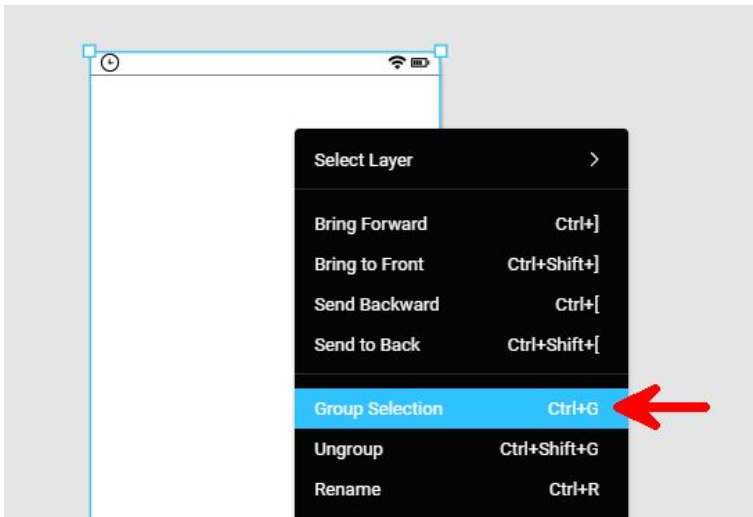 Select Layer
Bring Forward Ctrl+]
Bring to Front Ctrl+Shift+]
Send Backward Ctrl+[
Send to Back Ctrl+Shift+[
Group Selection Ctrl+G
Ungroup Ctrl+Shift+G
Rename Ctrl+R